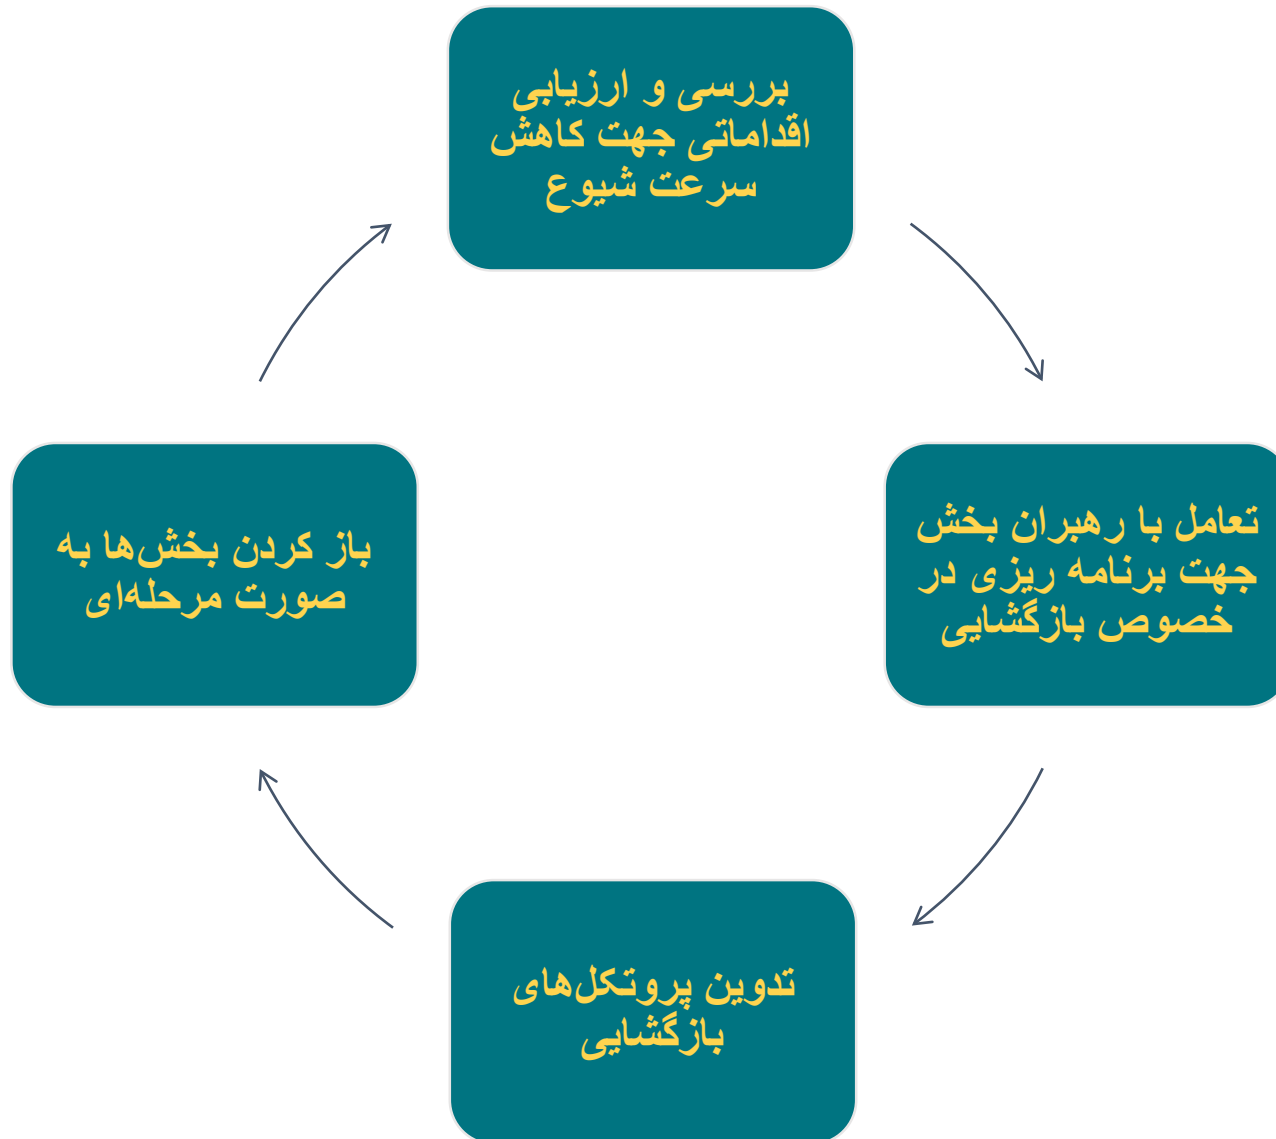 بررسی و ارزیابی
اقداماتی جهت کاهش
سرعت شیوع
تعامل با رهبران بخش
جهت برنامه ریزی در
خصوص بازگشایی
تدوین پروتکل‌های
بازگشایی
باز کردن بخش‌ها به
صورت مرحله‌ای